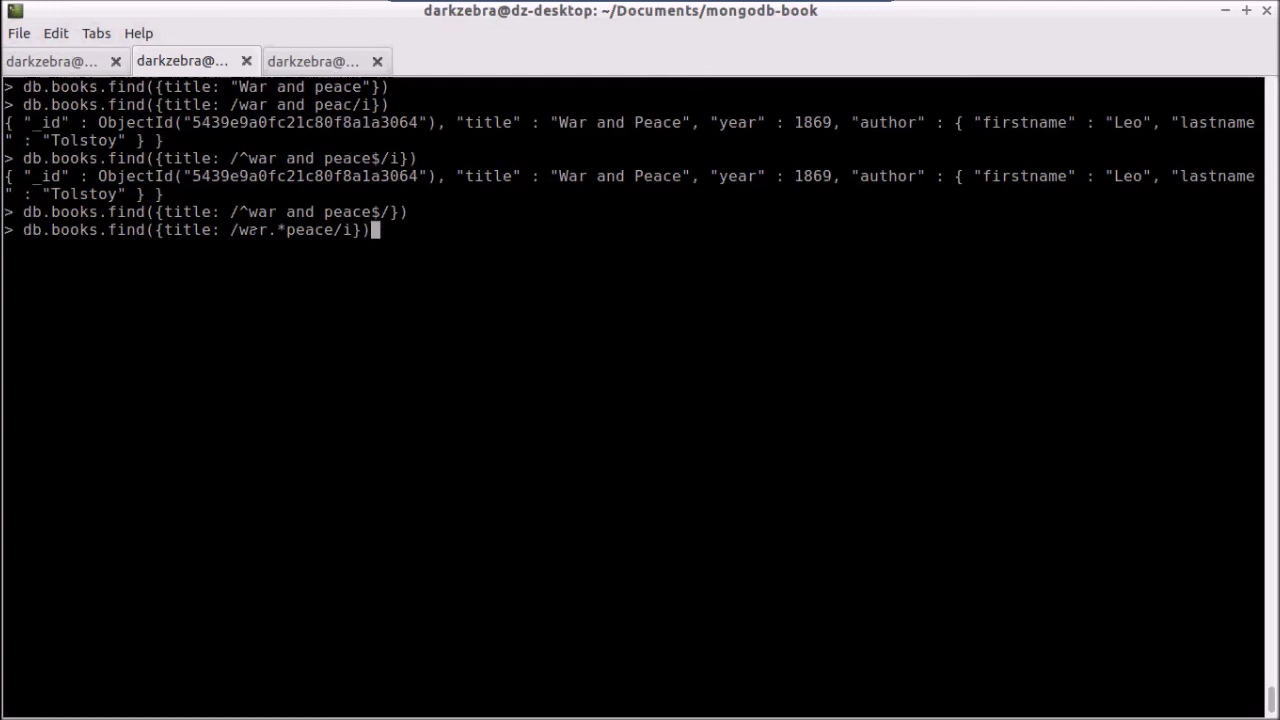 darkzebra@dz-desktop: ~/Documents/mongodb-book
File Edit Tabs Help
darkzebra@... darkzebra@... darkzebra@...
> db.books.find({title: "War and peace"})
> db.books.find({title: /war and peac/i})
{ "_id" : ObjectId("5439e9a0fc21c80f8a1a3064"), "title" : "War and Peace", "year" : 1869, "author" : { "firstname" : "Leo", "lastname
" : "Tolstoy" } }
> db.books.find({title: /^war and peace$/i})
{ "_id" : ObjectId("5439e9a0fc21c80f8a1a3064"), "title" : "War and Peace", "year" : 1869, "author" : { "firstname" : "Leo", "lastname
" : "Tolstoy" } }
> db.books.find({title: /^war and peace$/})
> db.books.find({title: /war.*peace/i})